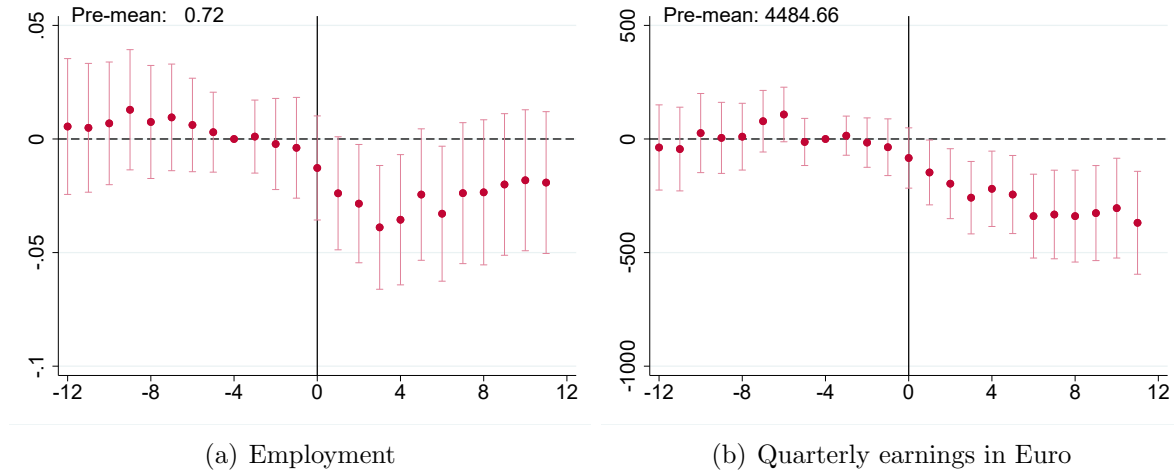 Pre-mean: 0.72
.05
0
-.05
-.1
-12 -8 -4 0 4 8 12
(a) Employment
Pre-mean: 4484.66
500
0
-500
-1000
-12 -8 -4 0 4 8 12
(b) Quarterly earnings in Euro